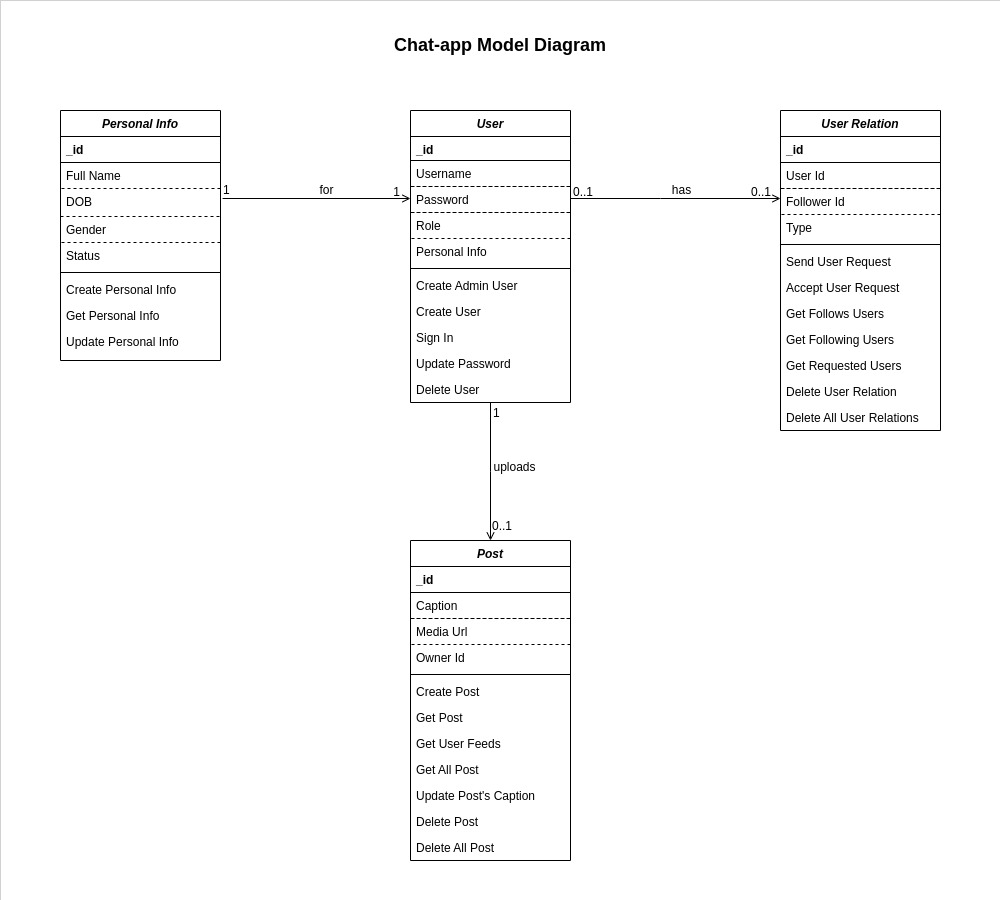 Chat-app Model Diagram
Personal Info
_id
Full Name
DOB
Gender
Status
Create Personal Info
Get Personal Info
Update Personal Info
1
for
1
User
_id
Username
Password
Role
Personal Info
Create Admin User
Create User
Sign In
Update Password
Delete User
0..1
has
0..1
User Relation
_id
User Id
Follower Id
Type
Send User Request
Accept User Request
Get Follows Users
Get Following Users
Get Requested Users
Delete User Relation
Delete All User Relations
1
uploads
0..1
Post
_id
Caption
Media Url
Owner Id
Create Post
Get Post
Get User Feeds
Get All Post
Update Post's Caption
Delete Post
Delete All Post